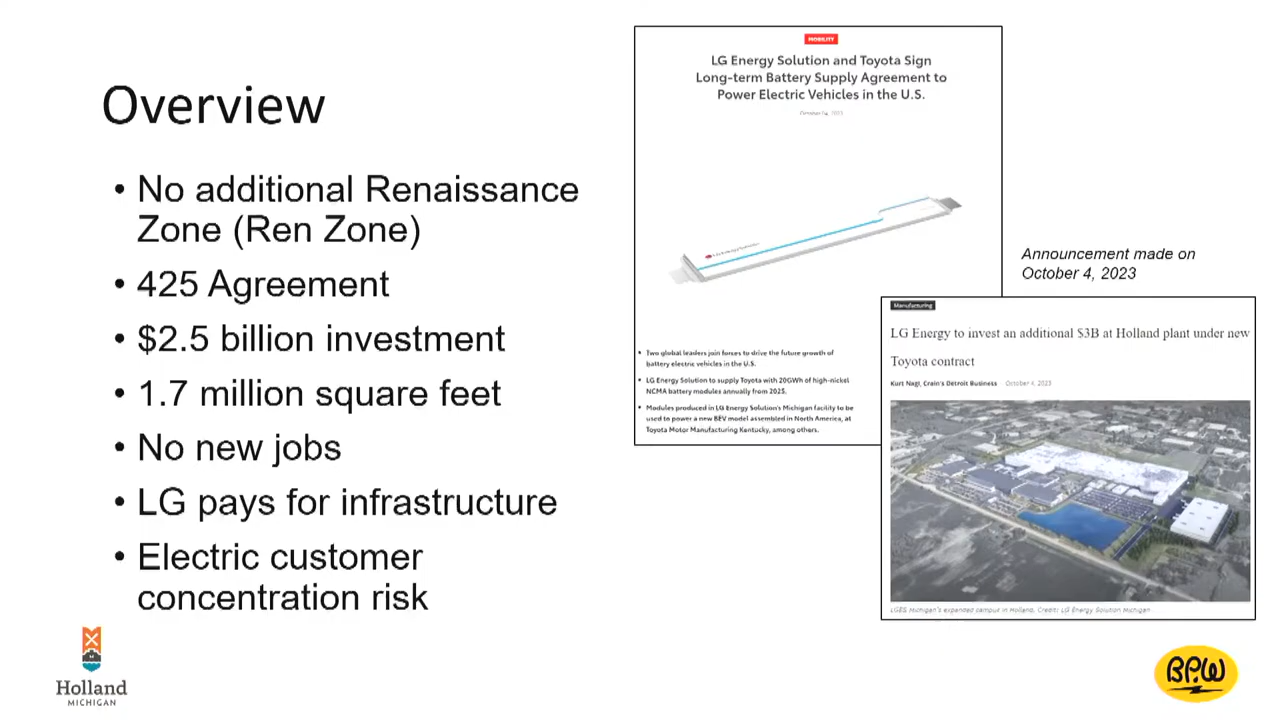 Overview
• No additional Renaissance
Zone (Ren Zone)
• 425 Agreement
• $2.5 billion investment
• 1.7 million square feet
• No new jobs
• LG pays for infrastructure
• Electric customer
concentration risk
Holland
MICHIGAN
MOBILITY
LG Energy Solution and Toyota Sign
Long-term Battery Supply Agreement to
Power Electric Vehicles in the U.S.
LG Energy Solution
• Two global leaders join forces to drive the future growth of
battery electric vehicles in the U.S.
• LG Energy Solution to supply Toyota with 20GWh of high-nickel
NCMA battery modules annually from 2025.
• Modules produced in LG Energy Solution's Michigan facility to be
used to power a new BEV model assembled in North America, at
Toyota Motor Manufacturing Kentucky, among others.
Announcement made on
October 4, 2023
Manufacturing
LG Energy to invest an additional $3B at Holland plant under new
Toyota contract
Kurt Nagl, Crain's Detroit Business October 4, 2023
LGES Michigan's expanded campus in Holland. Credit: LG Energy Solution Michigan
BPW